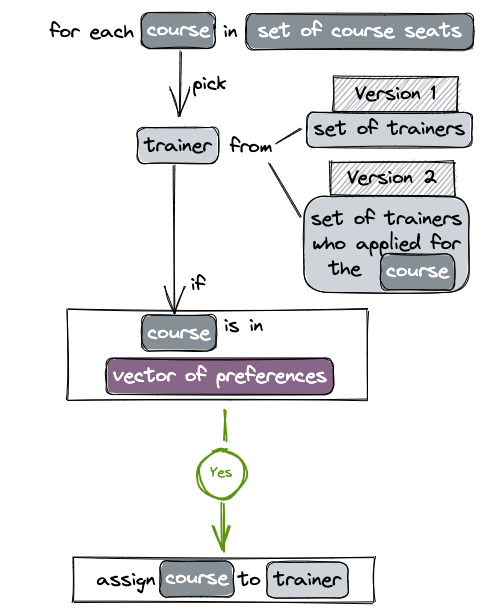 for each course in set of course seats
pick
Version 1
trainer from set of trainers
Version 2
set of trainers
who applied for
the course
if
course is in
vector of preferences
Yes
assign course to trainer